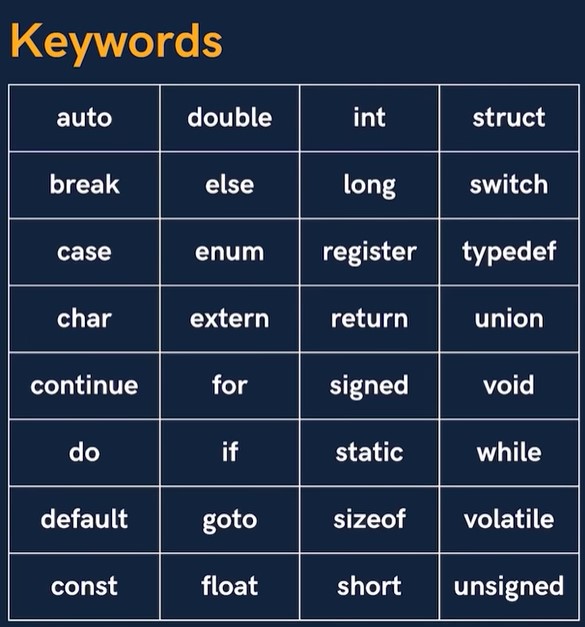 Keywords
auto double int struct
break else long switch
case enum register typedef
char extern return union
continue for signed void
do if static while
default goto sizeof volatile
const float short unsigned